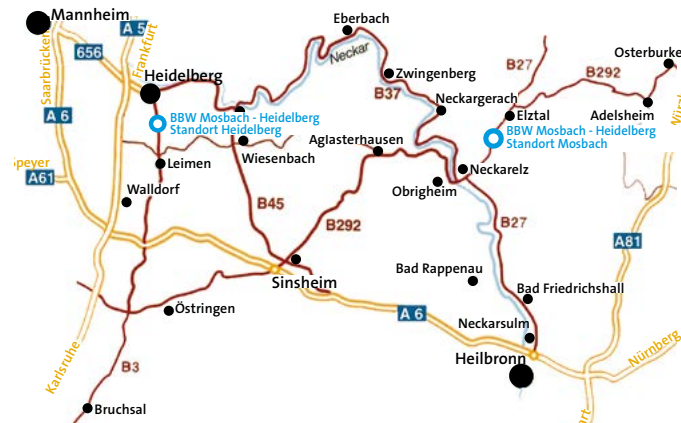 Mannheim
A 5
Frankfurt
656
Saarbrücken
Eberbach
Neckar
Osterburke
B27
B292
Zwingenberg
Heidelberg
B37
Neckargerach
Elztal
Adelsheim
A 6
BBW Mosbach - Heidelberg
Standort Heidelberg
BBW Mosbach - Heidelberg
Standort Mosbach
Aglasterhausen
Wiesenbach
Speyer
Leimen
Neckarelz
A61
Walldorf
Obrigheim
B45
B292
B27
A81
Bad Rappenau
Sinsheim
Bad Friedrichshall
Östringen
A 6
Neckarsulm
Heilbronn
Nürnberg
Karlsruhe
B3
Bruchsal